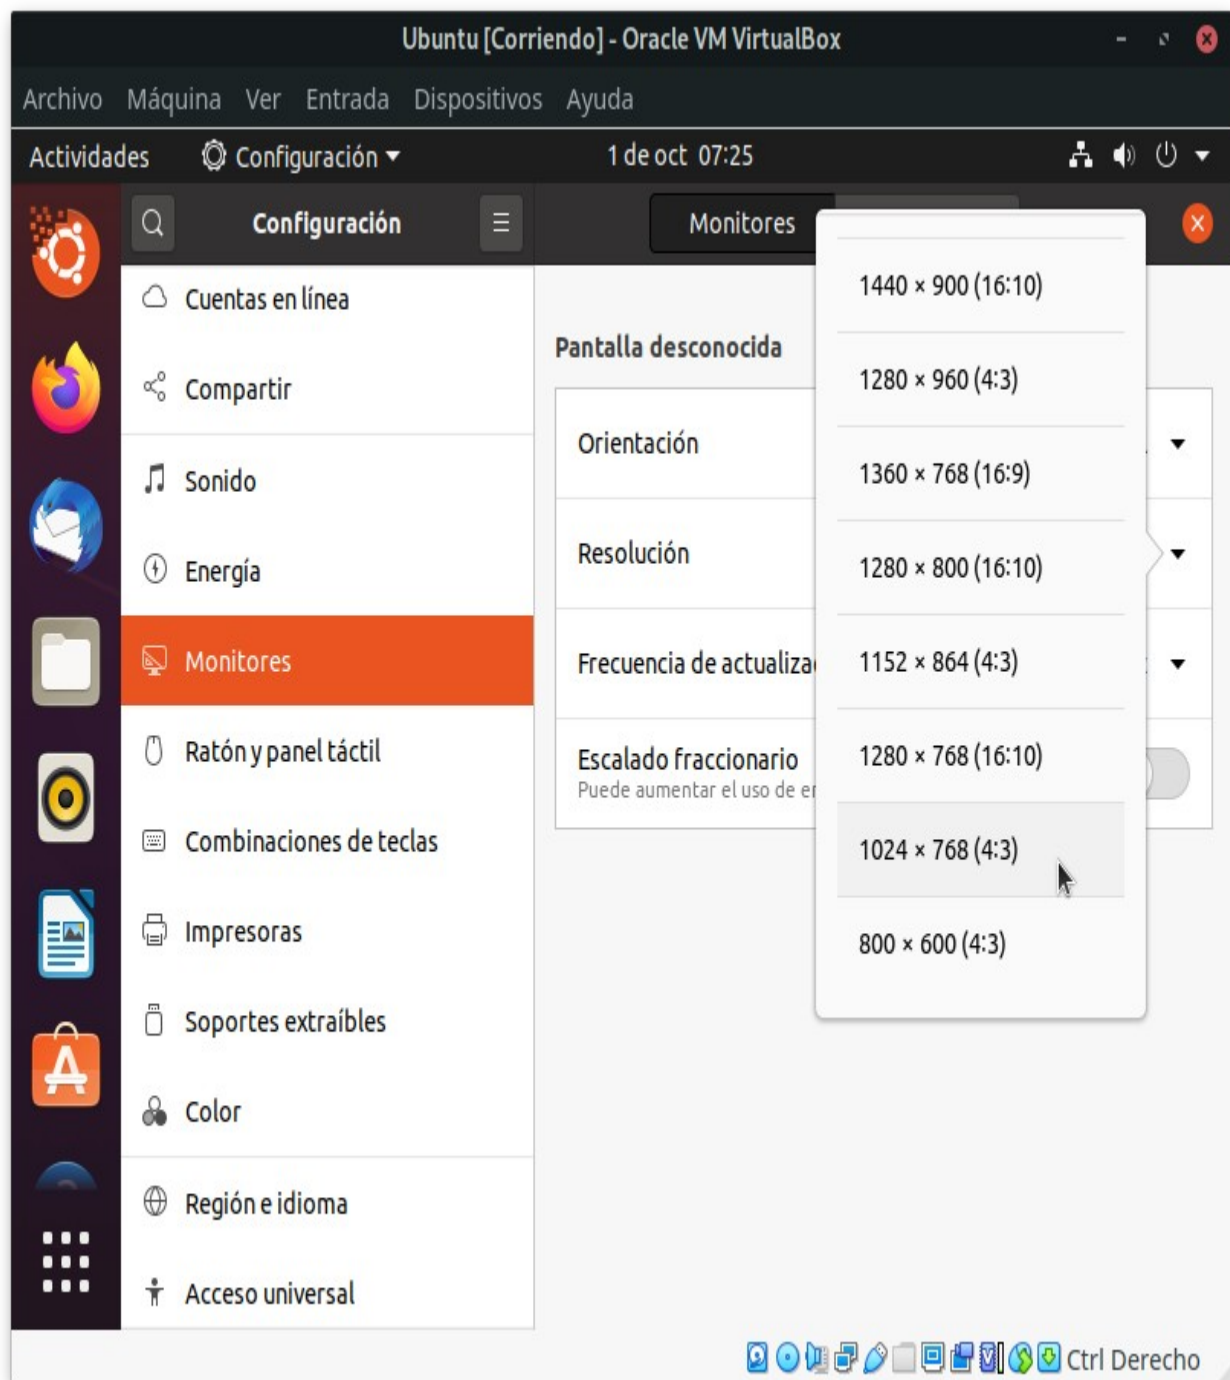 Ubuntu [Corriendo] - Oracle VM VirtualBox
Archivo Máquina Ver Entrada Dispositivos Ayuda
Actividades Configuración 1 de oct 07:25
Configuración Monitores
Cuentas en línea
Compartir
Sonido
Energía
Monitores
Ratón y panel táctil
Combinaciones de teclas
Impresoras
Soportes extraíbles
Color
Región e idioma
Acceso universal
Pantalla desconocida
Orientación
Resolución
Frecuencia de
Escalado fraccionario
Puede aumentar el uso de
1440 × 900 (16:10)
1280 × 960 (4:3)
1360 × 768 (16:9)
1280 × 800 (16:10)
1152 × 864 (4:3)
1280 × 768 (16:10)
1024 × 768 (4:3)
800 × 600 (4:3)
Ctrl Derecho